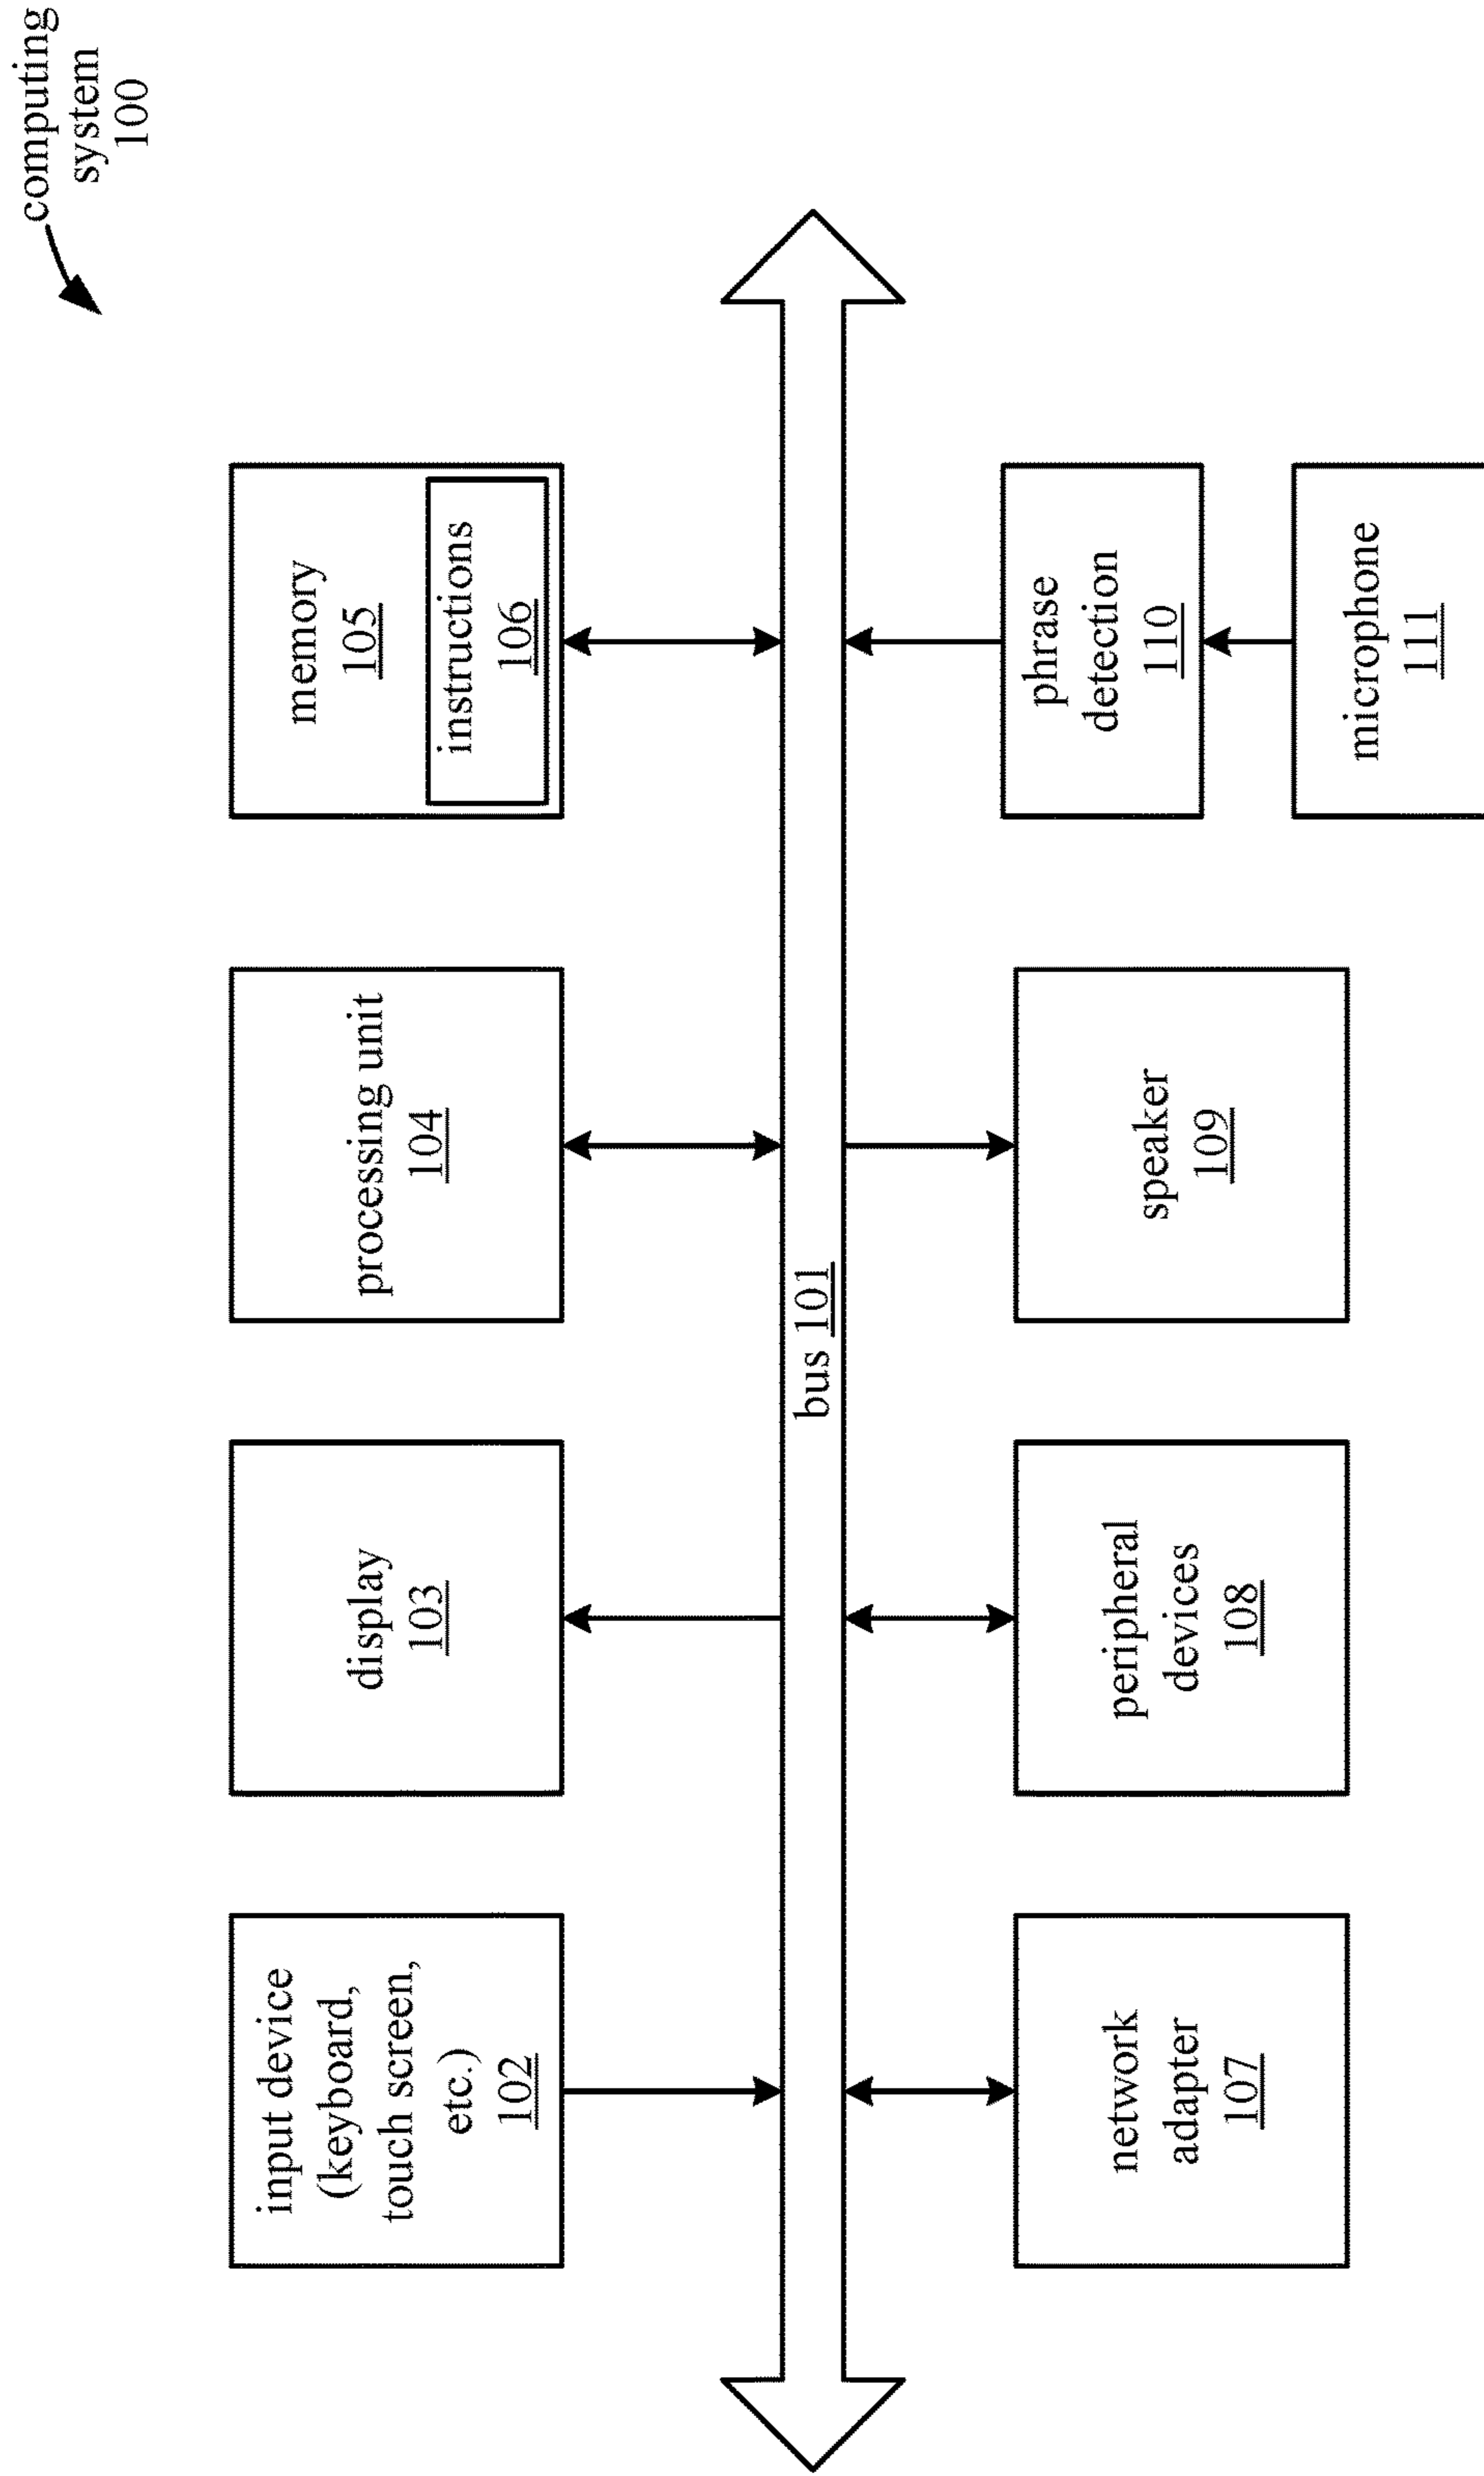 computing
system
100
input device
(keyboard,
touch screen,
etc.)
102
display
103
processing unit
104
memory
105
instructions
106
bus 101
network
adapter
107
peripheral
devices
108
speaker
109
phrase
detection
110
microphone
111